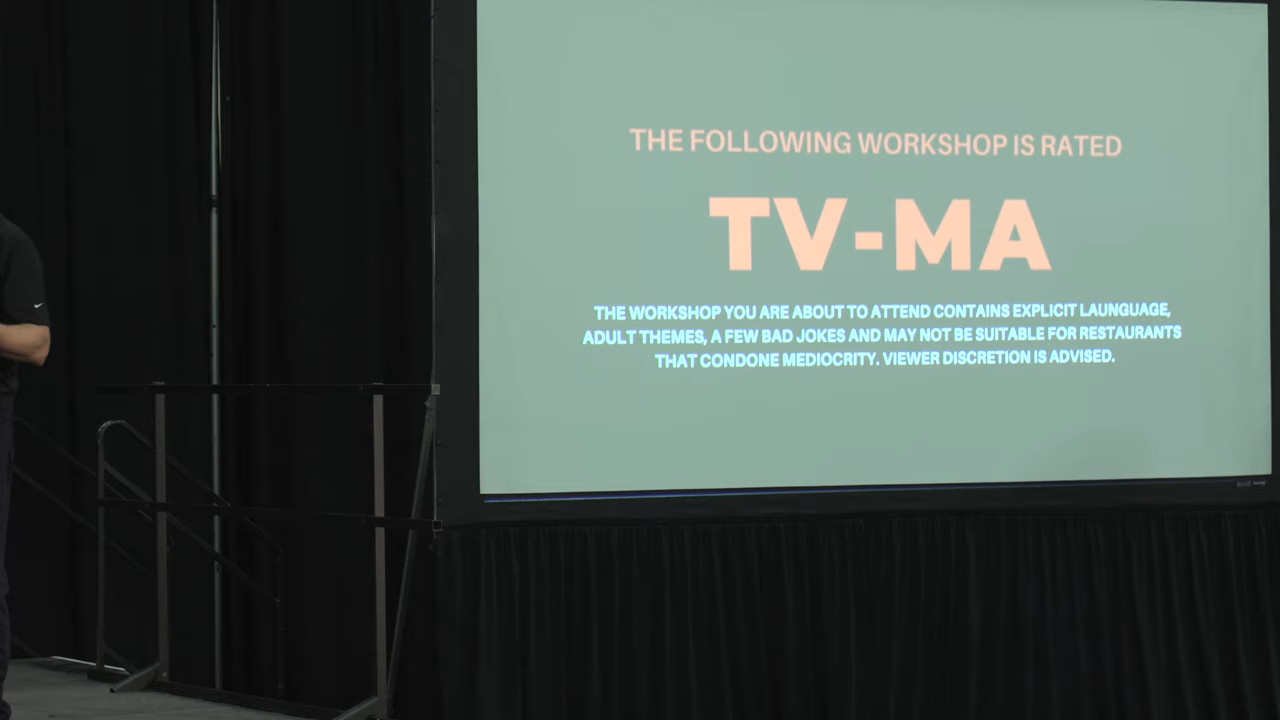 THE FOLLOWING WORKSHOP IS RATED
TV-MA
THE WORKSHOP YOU ARE ABOUT TO ATTEND CONTAINS EXPLICIT LAUNGUAGE,
ADULT THEMES, A FEW BAD JOKES AND MAY NOT BE SUITABLE FOR RESTAURANTS
THAT CONDONE MEDIOCRITY. VIEWER DISCRETION IS ADVISED.